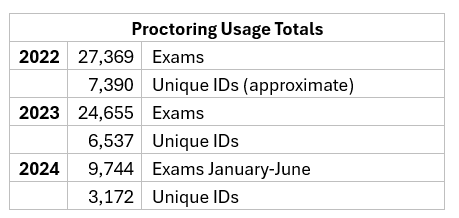 Proctoring Usage Totals
2022 27,369 Exams
7,390 Unique IDs (approximate)
2023 24,655 Exams
6,537 Unique IDs
2024 9,744 Exams January-June
3,172 Unique IDs